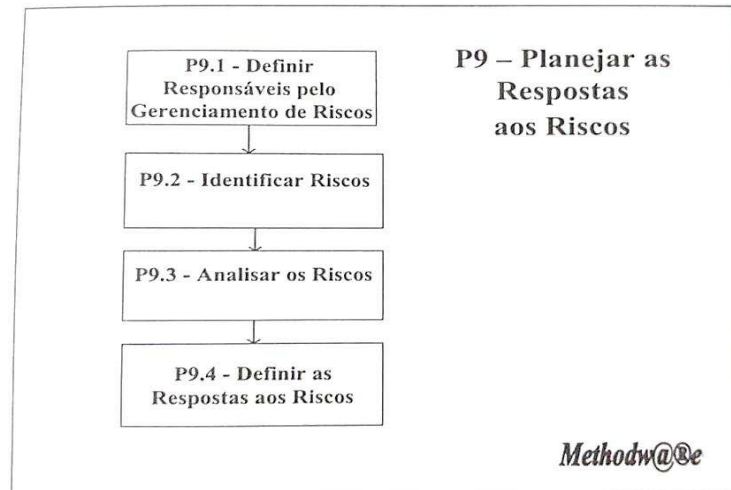 P9 – Planejar as
Respostas
aos Riscos
P9.1 - Definir
Responsáveis pelo
Gerenciamento de Riscos
P9.2 - Identificar Riscos
P9.3 - Analisar os Riscos
P9.4 - Definir as
Respostas aos Riscos
Methodw@®e